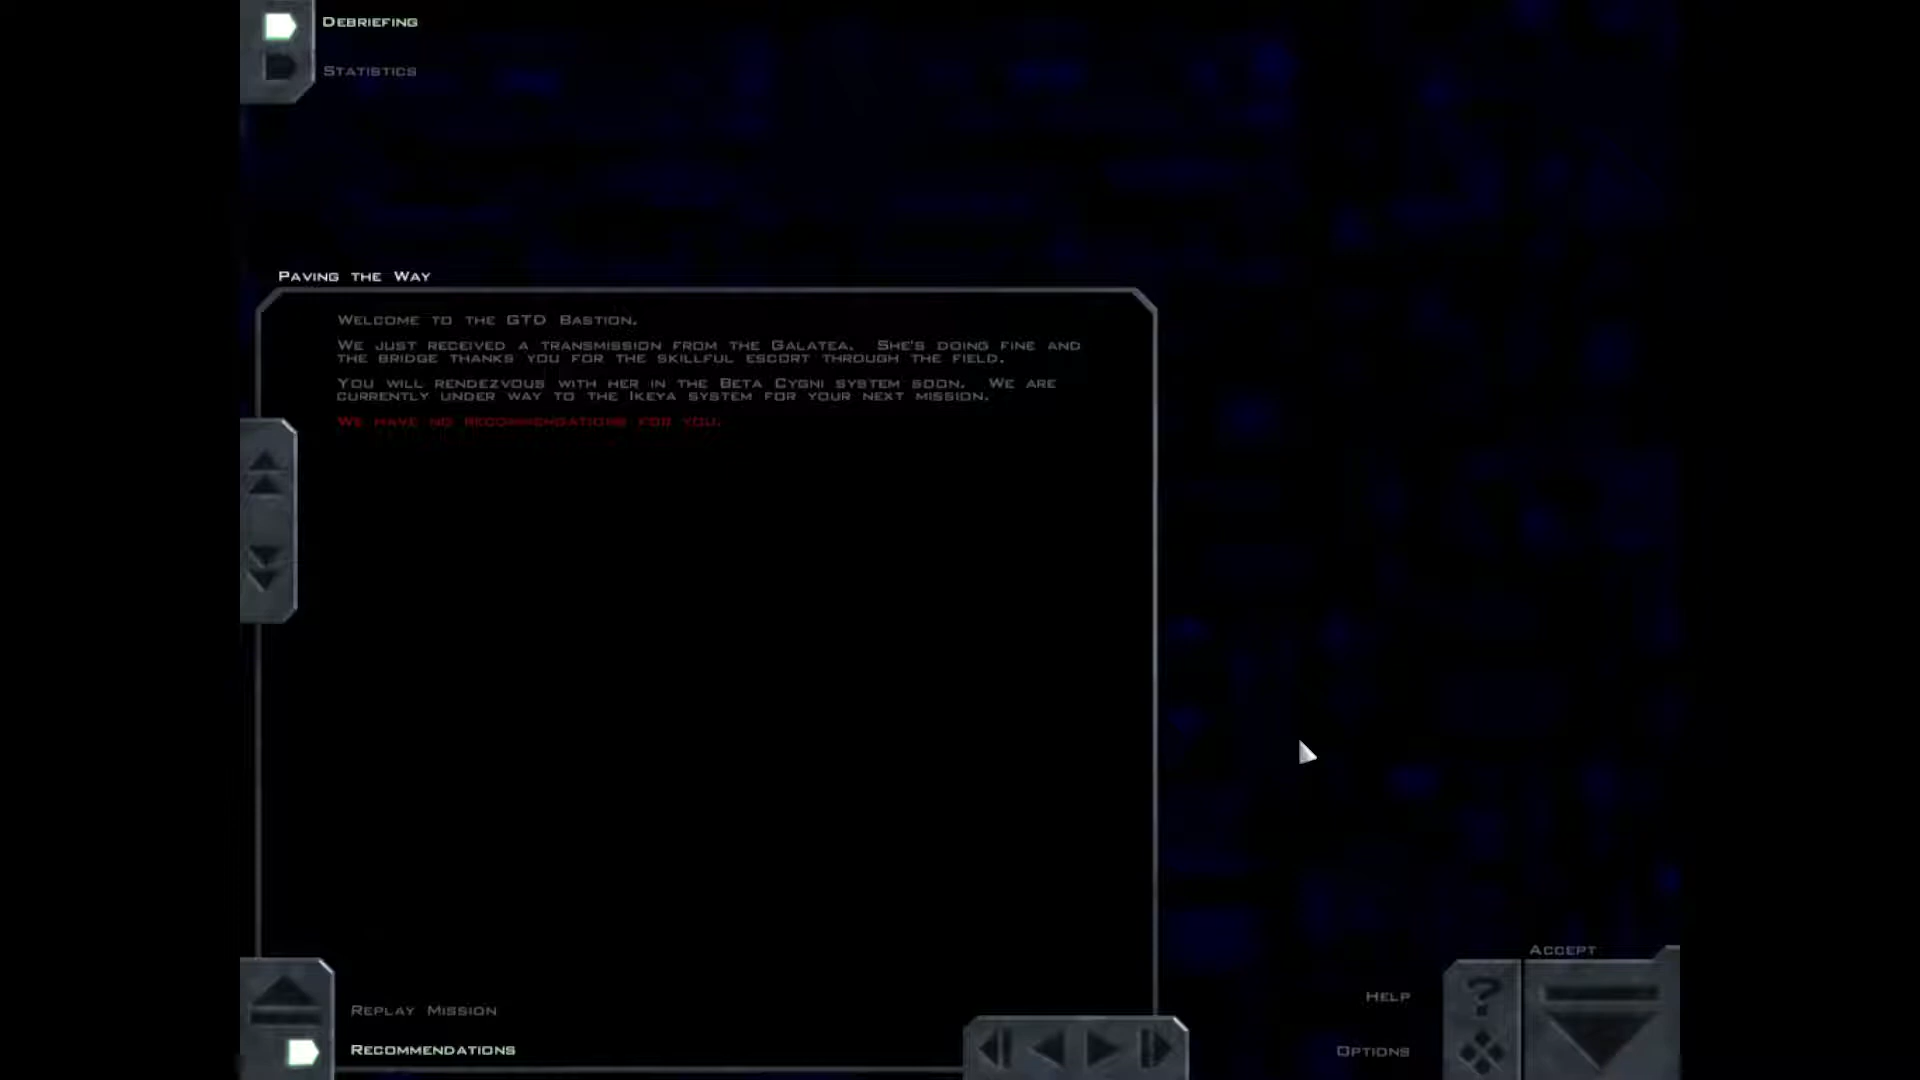 Debriefing
Statistics
Paving the Way
Welcome to the GTD Bastion.
We just received a transmission from the Galatea. She's doing fine and
the bridge thanks you for the skillful escort through the field.
You will rendezvous with her in the Beta Cygni system soon. We are
currently under way to the Ikeya system for your next mission.
We have no recommendations for you.
Accept
Help
?
Replay Mission
Recommendations
Options